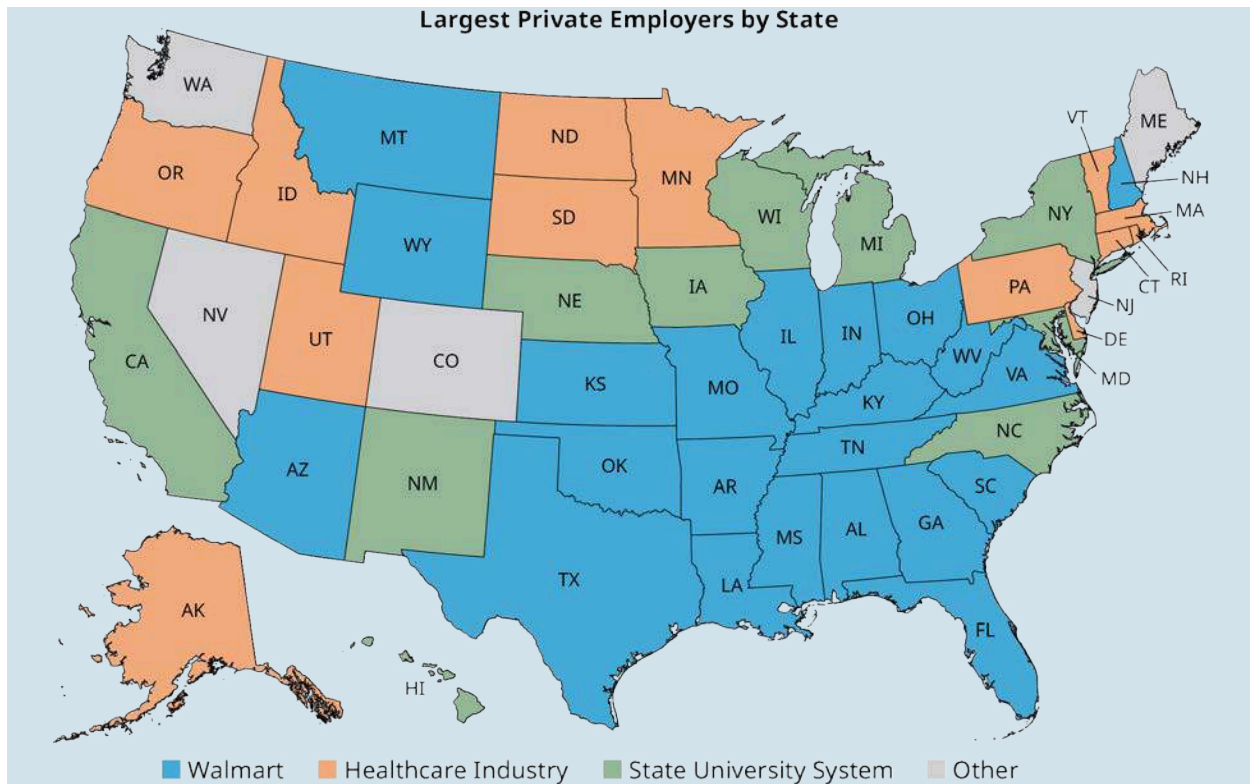 Largest Private Employers by State
WA
MT
ND
MN
VT
ME
OR
ID
SD
WI
MI
NY
NH
MA
WY
RI
CT
NE
IA
PA
NJ
NV
UT
CO
IL
IN
OH
DE
MD
CA
KS
MO
WV
VA
KY
NC
AZ
NM
OK
AR
TN
SC
MS
AL
GA
TX
LA
FL
AK
HI
Walmart
Healthcare Industry
State University System
Other